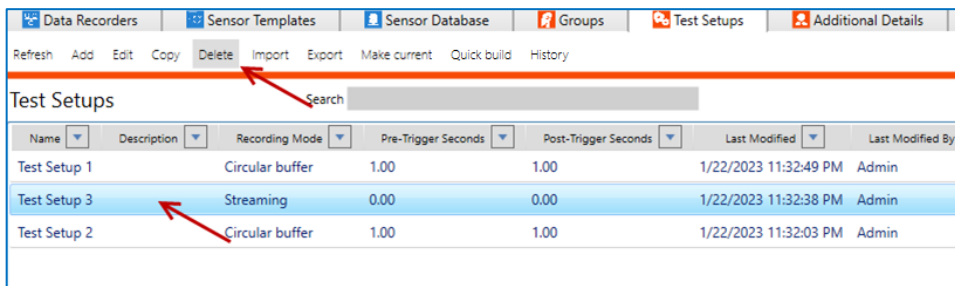 Data Recorders Sensor Templates Sensor Database Groups Test Setups Additional Details
Refresh Add Edit Copy Delete Import Export Make current Quick build History
Test Setups Search
Name Description Recording Mode Pre-Trigger Seconds Post-Trigger Seconds Last Modified Last Modified By
Test Setup 1 Circular buffer 1.00 1.00 1/22/2023 11:32:49 PM Admin
Test Setup 3 Streaming 0.00 0.00 1/22/2023 11:32:38 PM Admin
Test Setup 2 Circular buffer 1.00 1.00 1/22/2023 11:32:03 PM Admin